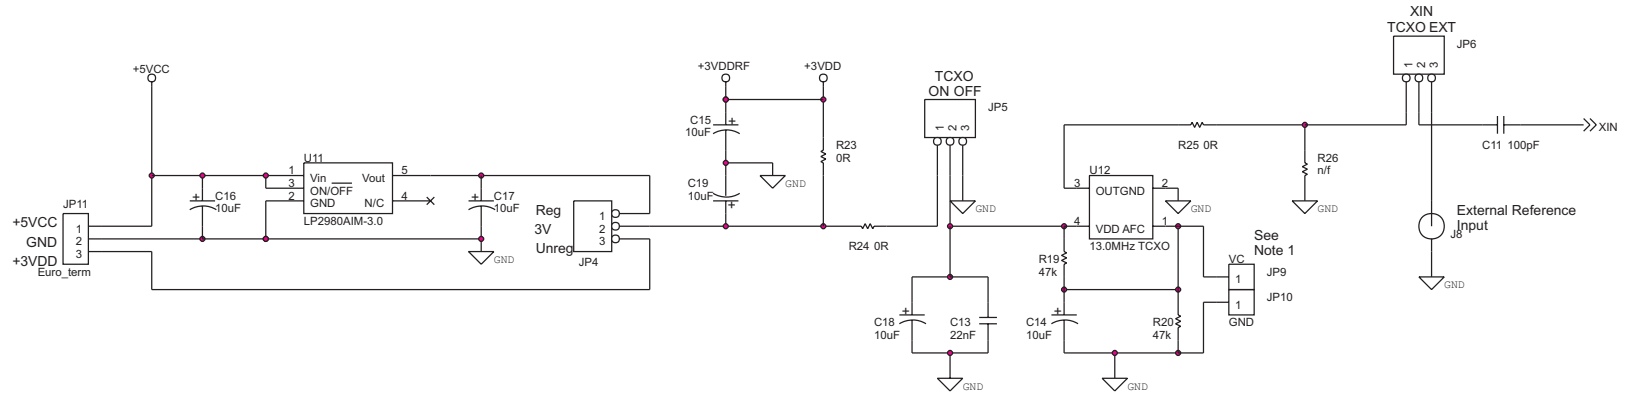 XIN
TCXO EXT
JP6
1 2 3
+5VCC
+3VDDRF
+3VDD
TCXO
ON OFF
JP5
1 2 3
C15
10uF
+
R23
0R
R25 0R
R26
n/f
GND
C11 100pF
XIN
U11
1
3
2
Vin
ON/OFF
GND
Vout
N/C
5
4
LP2980AIM-3.0
+
C16
10uF
+
C17
10uF
GND
C19
10uF
+
GND
U12
3
OUTGND
2
4
VDD AFC
1
13.0MHz TCXO
GND
GND
JP11
+5VCC
GND
+3VDD
1
2
3
Euro_term
Reg
3V
Unreg
1
2
3
JP4
R24 0R
External Reference
Input
J8
GND
See
Note 1
VC
1
JP9
1
JP10
GND
R19
47k
+
C18
10uF
C13
22nF
GND
+
C14
10uF
R20
47k
GND